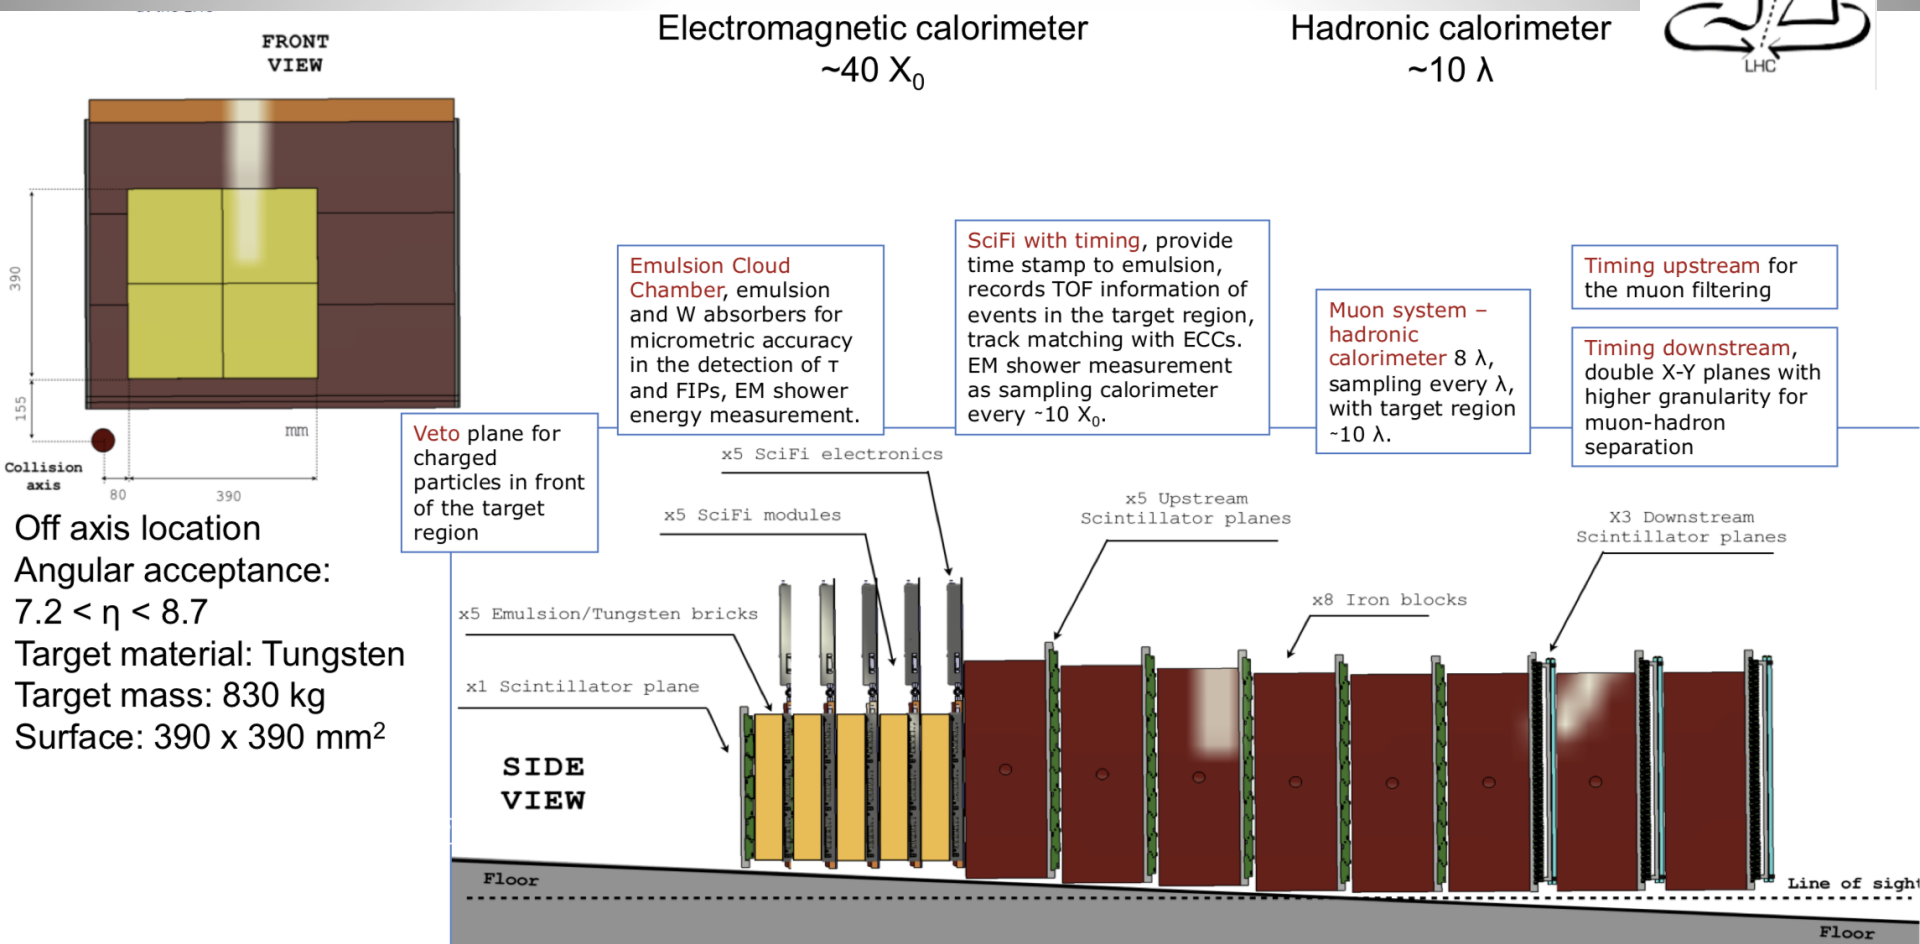 Electromagnetic calorimeter
~40 X0
Hadronic calorimeter
~10 λ
LHC
FRONT
VIEW
390
155
mm
Collision
axis
80
390
Off axis location
Angular acceptance:
7.2 < η < 8.7
Target material: Tungsten
Target mass: 830 kg
Surface: 390 x 390 mm2
Veto plane for
charged
particles in front
of the target
region
Emulsion Cloud
Chamber, emulsion
and W absorbers for
micrometric accuracy
in the detection of τ
and FIPs, EM shower
energy measurement.
SciFi with timing, provide
time stamp to emulsion,
records TOF information of
events in the target region,
track matching with ECCs.
EM shower measurement
as sampling calorimeter
every ~10 X0.
Muon system –
hadronic
calorimeter 8 λ,
sampling every λ,
with target region
~10 λ.
Timing upstream for
the muon filtering
Timing downstream,
double X-Y planes with
higher granularity for
muon-hadron
separation
x5 SciFi electronics
x5 SciFi modules
x5 Upstream
Scintillator planes
X3 Downstream
Scintillator planes
x5 Emulsion/Tungsten bricks
x8 Iron blocks
x1 Scintillator plane
SIDE
VIEW
Floor
Line of sight
Floor